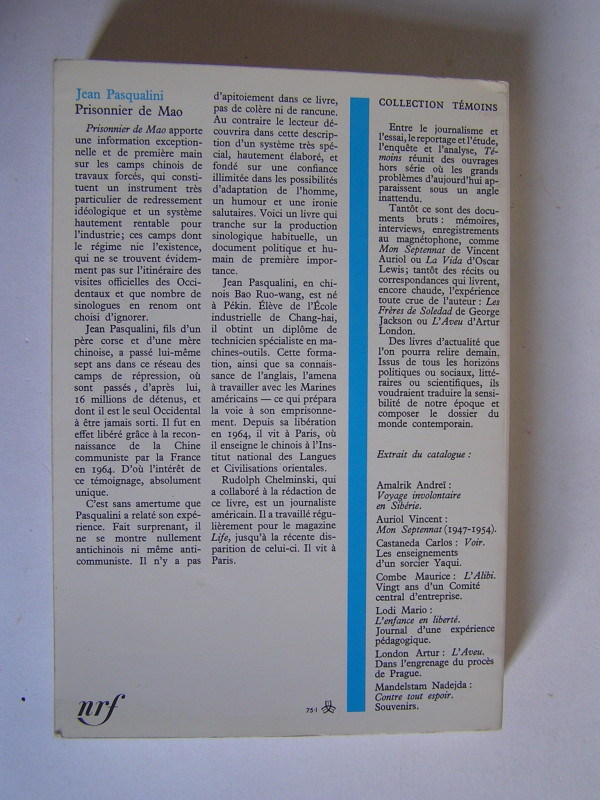 Jean Pasqualini
Prisonnier de Mao
Prisonnier de Mao apporte
une information exception-
nelle et de première main
sur les camps chinois de
travaux forcés, qui consti-
tuent un instrument très
particulier de redressement
idéologique et un système
hautement rentable pour
l'industrie; ces camps dont
le régime nie l'existence,
qui ne se trouvent évidem-
ment pas sur l'itinéraire des
visites officielles des Occi-
dentaux et que nombre de
sinologues en renom ont
choisi d'ignorer.
Jean Pasqualini, fils d'un
père corse et d'une mère
chinoise, a passé lui-même
sept ans dans ce réseau des
camps de répression, où
sont passés, d'après lui,
16 millions de détenus, et
dont il est le seul Occidental
à être jamais sorti. Il fut en
effet libéré grâce à la recon-
naissance de la Chine
communiste par la France
en 1964. D'où l'intérêt de
ce témoignage, absolument
unique.
C'est sans amertume que
Pasqualini a relaté son expé-
rience. Fait surprenant, il
ne se montre nullement
antichinois ni même anti-
communiste. Il n'y a pas
d'apitoiement dans ce livre,
pas de colère ni de rancune.
Au contraire le lecteur dé-
couvrira dans cette descrip-
tion d'un système très spé-
cial, hautement élaboré, et
fondé sur une confiance
illimitée dans les possibilités
d'adaptation de l'homme,
un humour et une ironie
salutaires. Voici un livre qui
tranche sur la production
sinologique habituelle, un
document politique et hu-
main de première impor-
tance.
Jean Pasqualini, en chi-
nois Bao Ruo-wang, est né
à Pékin. Élève de l'École
industrielle de Chang-hai,
il obtint un diplôme de
technicien spécialiste en ma-
chines-outils. Cette forma-
tion, ainsi que sa connais-
sance de l'anglais, l'amena
à travailler avec les Marines
américains — ce qui prépara
la voie à son emprisonne-
ment. Depuis sa libération
en 1964, il vit à Paris, où
il enseigne le chinois à l'Ins-
titut national des Langues
et Civilisations orientales.
Rudolph Chelminski, qui
a collaboré à la rédaction de
ce livre, est un journaliste
américain. Il a travaillé régu-
lièrement pour le magazine
Life, jusqu'à la récente dis-
parition de celui-ci. Il vit à
Paris.
COLLECTION TÉMOINS
Entre le journalisme et
l'essai, le reportage et l'étude,
l'enquête et l'analyse, Té-
moins réunit des ouvrages
hors série où les grands
problèmes d'aujourd'hui ap-
paraissent sous un angle
inattendu.
Tantôt ce sont des docu-
ments bruts : mémoires,
interviews, enregistrements
au magnétophone, comme
Mon Septennat de Vincent
Auriol ou La Vida d'Oscar
Lewis; tantôt des récits ou
correspondances qui livrent,
encore chaude, l'expérience
toute crue de l'auteur : Les
Frères de Soledad de George
Jackson ou L'Aveu d'Artur
London.
Des livres d'actualité que
l'on pourra relire demain.
Issus de tous les horizons
politiques ou sociaux, litté-
raires ou scientifiques, ils
voudraient traduire la sensi-
bilité de notre époque et
composer le dossier du
monde contemporain.
Extrait du catalogue :
Amalrik Andreï :
Voyage involontaire
en Sibérie.
Auriol Vincent :
Mon Septennat (1947-1954).
Castaneda Carlos : Voir.
Les enseignements
d'un sorcier Yaqui.
Combe Maurice : L'Alibi.
Vingt ans d'un Comité
central d'entreprise.
Lodi Mario :
L'enfance en liberté.
Journal d'une expérience
pédagogique.
London Artur : L'Aveu.
Dans l'engrenage du procès
de Prague.
Mandelstam Nadejda :
Contre tout espoir.
Souvenirs.
nrf
75-1